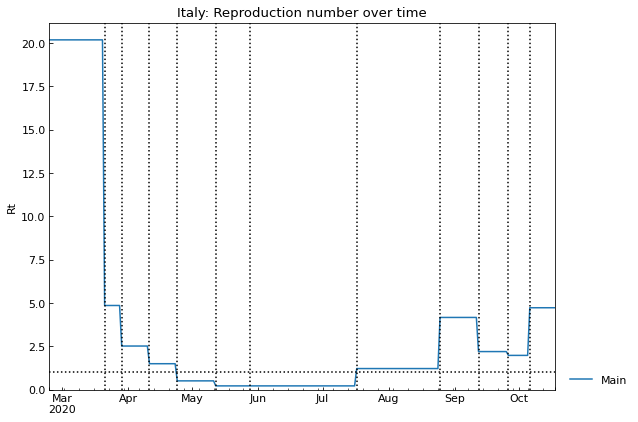 Italy: Reproduction number over time
Rt
20.0
17.5
15.0
12.5
10.0
7.5
5.0
2.5
0.0
Mar
2020
Apr
May
Jun
Jul
Aug
Sep
Oct
Main